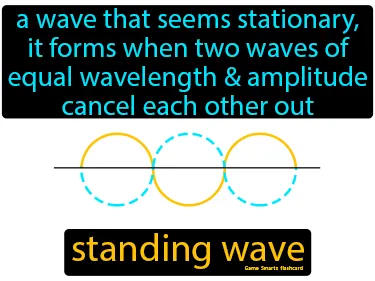 a wave that seems stationary,
it forms when two waves of
equal wavelength & amplitude
cancel each other out
standing wave
Game Smarts flashcard